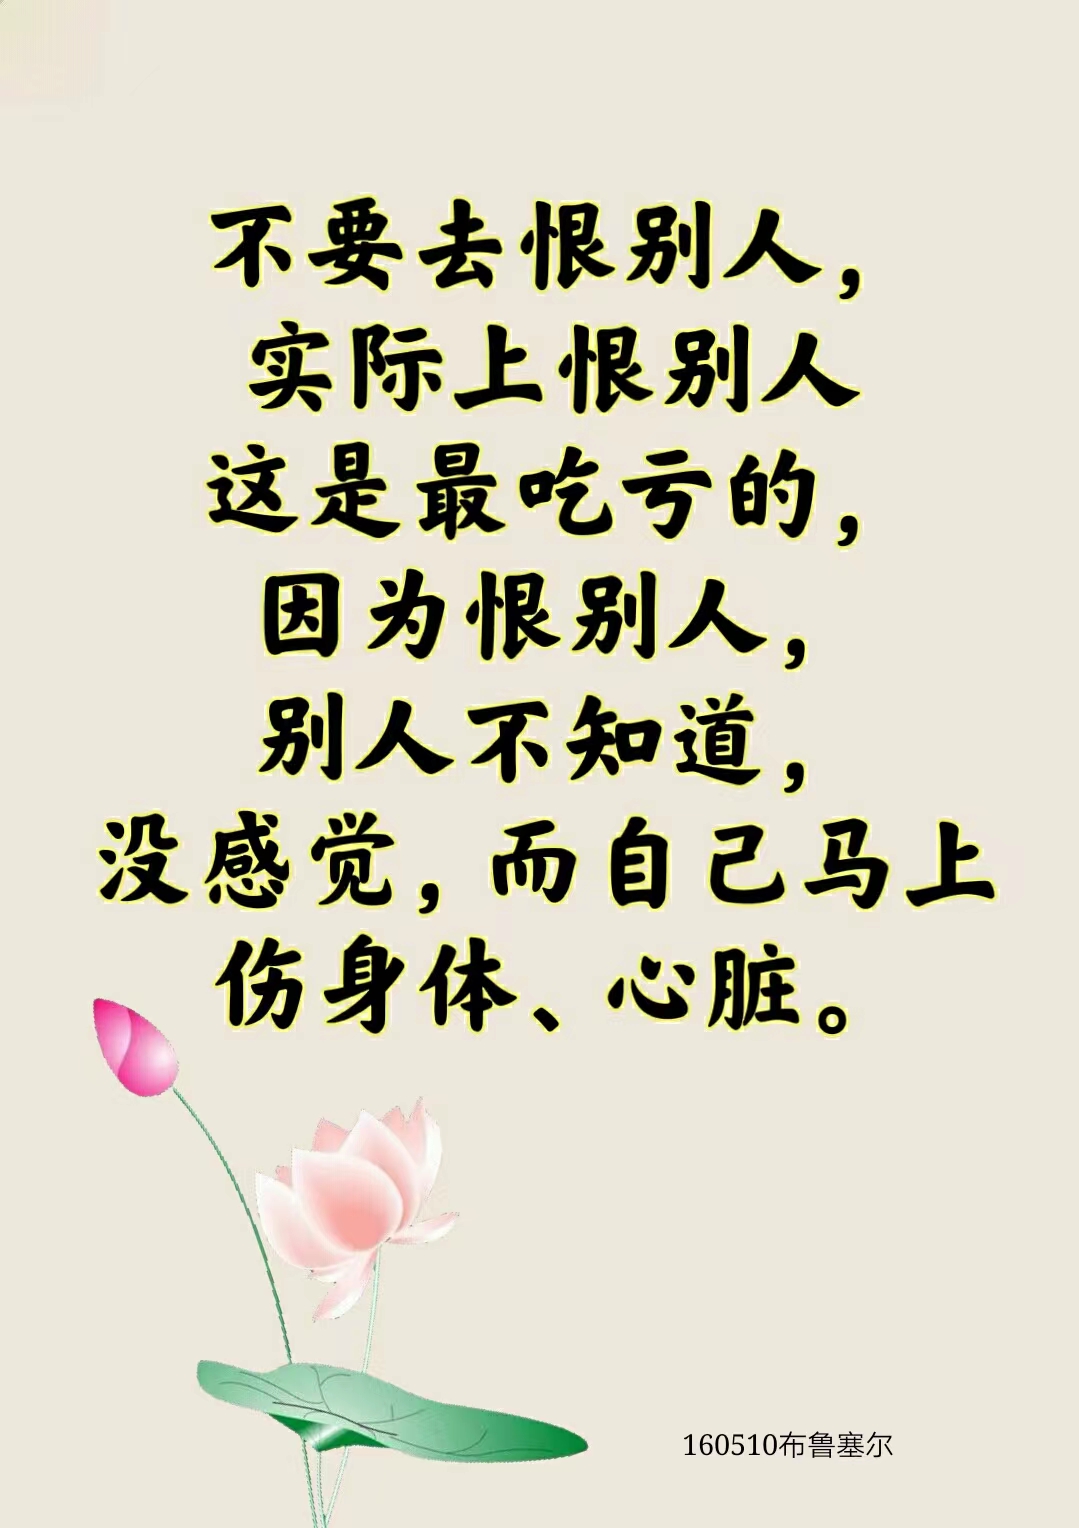 不要去恨别人，
实际上恨别人
这是最吃亏的，
因为恨别人，
别人不知道，
没感觉，而自己马上
伤身体、心脏。
160510布鲁塞尔